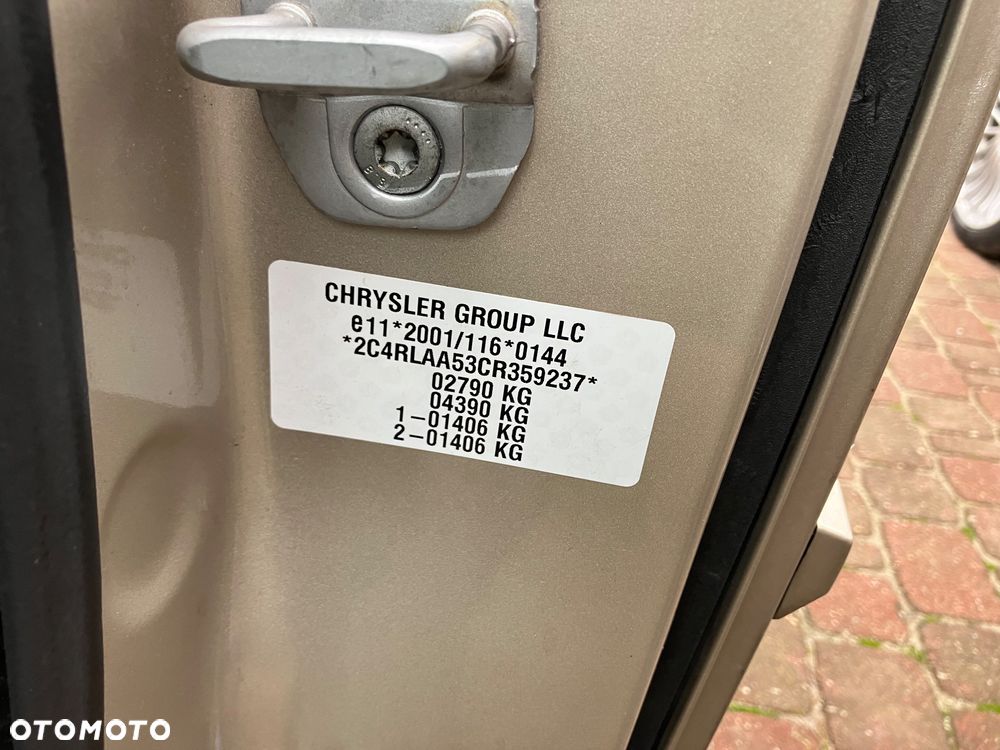 CHRYSLER GROUP LLC
e11*2001/116*0144
*2C4RLAA53CR359237*
02790 KG
04390 KG
1-01406 KG
2-01406 KG
OTOMOTO